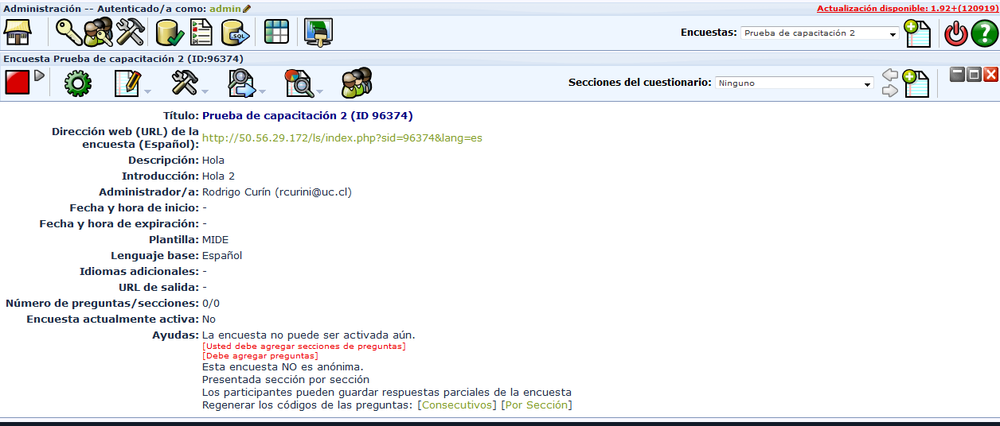 Administración -- Autenticado/a como: admin
Actualización disponible: 1.92+(120919)
SQL
Encuestas: Prueba de capacitación 2
Encuesta Prueba de capacitación 2 (ID:96374)
Secciones del cuestionario: Ninguno
Título: Prueba de capacitación 2 (ID 96374)
Dirección web (URL) de la
encuesta (Español): http://50.56.29.172/ls/index.php?sid=96374&lang=es
Descripción: Hola
Introducción: Hola 2
Administrador/a: Rodrigo Curín (rcurini@uc.cl)
Fecha y hora de inicio: -
Fecha y hora de expiración: -
Plantilla: MIDE
Lenguaje base: Español
Idiomas adicionales: -
URL de salida: -
Número de preguntas/secciones: 0/0
Encuesta actualmente activa: No
Ayudas: La encuesta no puede ser activada aún.
[Usted debe agregar secciones de preguntas]
[Debe agregar preguntas]
Esta encuesta NO es anónima.
Presentada sección por sección
Los participantes pueden guardar respuestas parciales de la encuesta
Regenerar los códigos de las preguntas: [Consecutivos] [Por Sección]